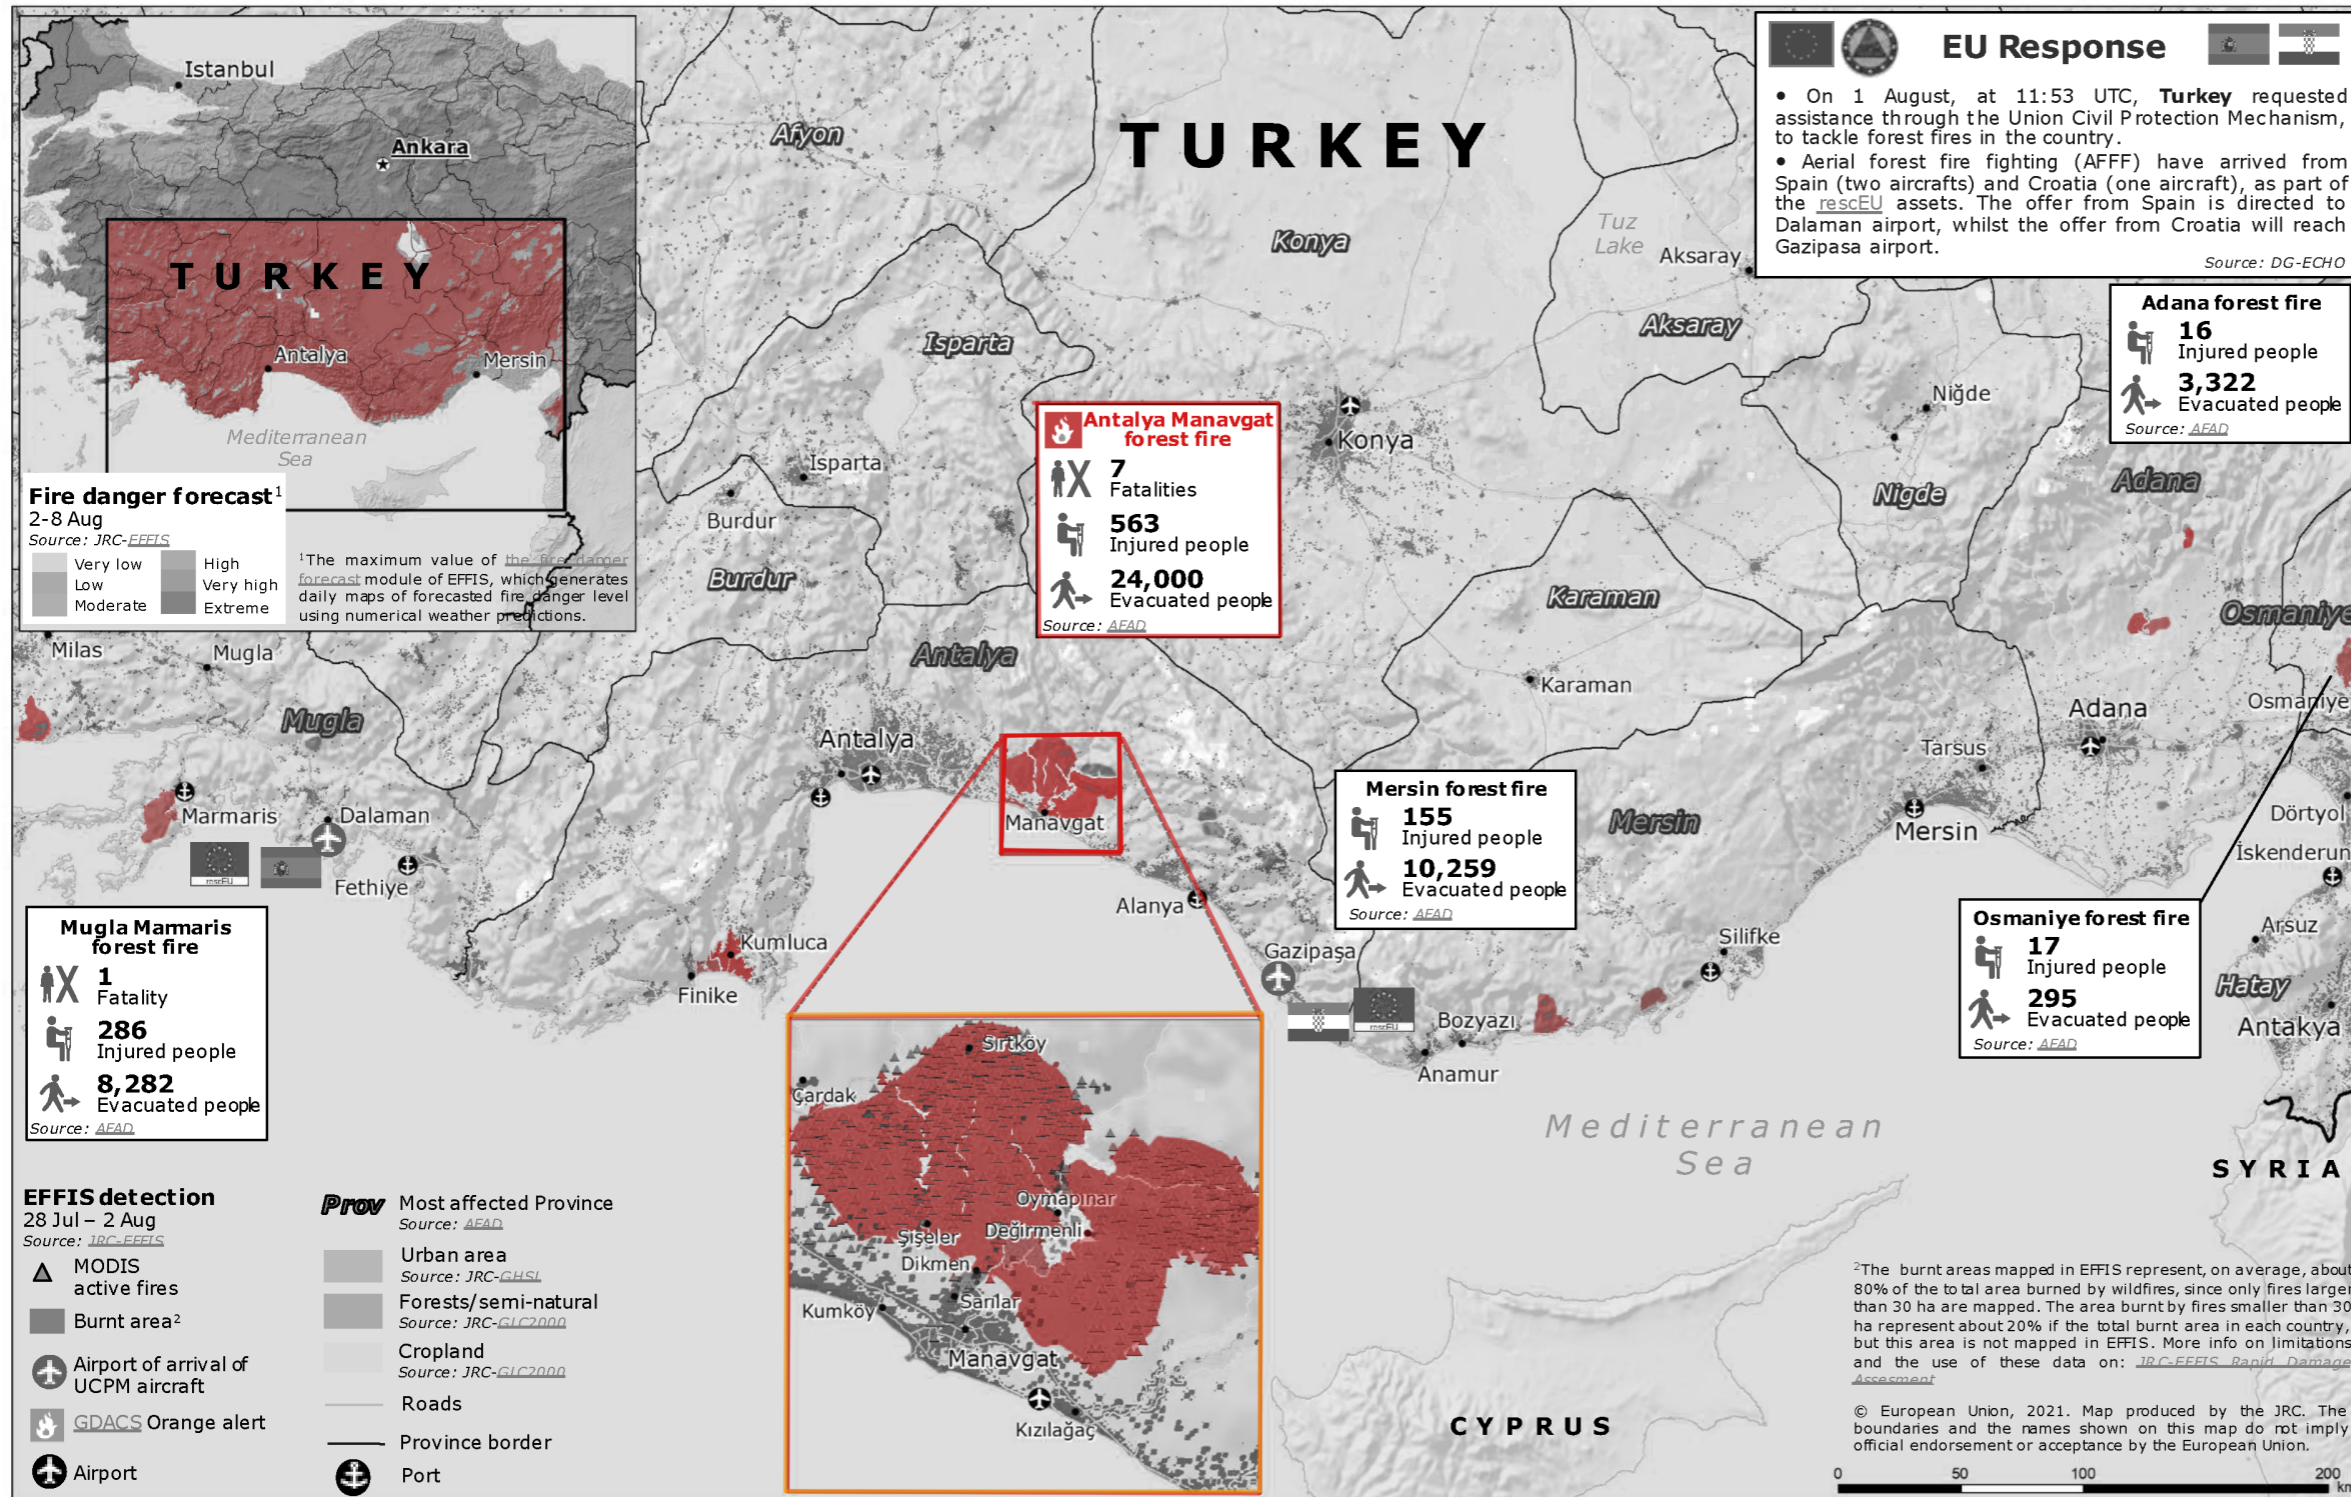 Istanbul
Ankara
TURKEY
Antalya
Mersin
Mediterranean
Sea
Fire danger forecast1
2-8 Aug
Source: JRC-EFFIS
Very low
Low
Moderate
High
Very high
Extreme
1The maximum value of the fire danger
forecast module of EFFIS, which generates
daily maps of forecasted fire danger level
using numerical weather predictions.
TURKEY
EU Response
• On 1 August, at 11:53 UTC, Turkey requested
assistance through the Union Civil Protection Mechanism,
to tackle forest fires in the country.
• Aerial forest fire fighting (AFFF) have arrived from
Spain (two aircrafts) and Croatia (one aircraft), as part of
the rescEU assets. The offer from Spain is directed to
Dalaman airport, whilst the offer from Croatia will reach
Gazipasa airport.
Source: DG-ECHO
Afyon
Konya
Tuz
Lake
Aksaray
Aksaray
Isparta
Adana forest fire
16
Injured people
3,322
Evacuated people
Source: AFAD
Antalya Manavgat
forest fire
7
Fatalities
563
Injured people
24,000
Evacuated people
Source: AFAD
Niğde
Konya
Isparta
Burdur
Nigde
Adana
Burdur
Karaman
Osmaniye
Milas
Mugla
Antalya
Karaman
Osmaniye
Mugla
Antalya
Adana
Tarsus
Marmaris
Dalaman
Manavgat
Mersin forest fire
155
Injured people
10,259
Evacuated people
Source: AFAD
Mersin
Mersin
Dörtyol
İskenderun
rescEU
Fethiye
Alanya
Mugla Marmaris
forest fire
1
Fatality
286
Injured people
8,282
Evacuated people
Source: AFAD
Kumluca
Finike
Gazipaşa
rescEU
Bozyazı
Anamur
Silifke
Osmaniye forest fire
17
Injured people
295
Evacuated people
Source: AFAD
Arsuz
Hatay
Antakya
Sırtköy
Çardak
Oymapınar
Değirmenli
Şişeler
Dikmen
Sarılar
Kumköy
Manavgat
Kızılağaç
Mediterranean
Sea
SYRIA
CYPRUS
EFFIS detection
28 Jul – 2 Aug
Source: JRC-EFFIS
MODIS
active fires
Burnt area2
Airport of arrival of
UCPM aircraft
GDACS Orange alert
Airport
Prov Most affected Province
Source: AFAD
Urban area
Source: JRC-GHSL
Forests/semi-natural
Source: JRC-GLC2000
Cropland
Source: JRC-GLC2000
Roads
Province border
Port
2The burnt areas mapped in EFFIS represent, on average, about
80% of the total area burned by wildfires, since only fires larger
than 30 ha are mapped. The area burnt by fires smaller than 30
ha represent about 20% if the total burnt area in each country,
but this area is not mapped in EFFIS. More info on limitations
and the use of these data on: JRC-EFFIS Rapid Damage
Assesment
© European Union, 2021. Map produced by the JRC. The
boundaries and the names shown on this map do not imply
official endorsement or acceptance by the European Union.
0 50 100 200
km